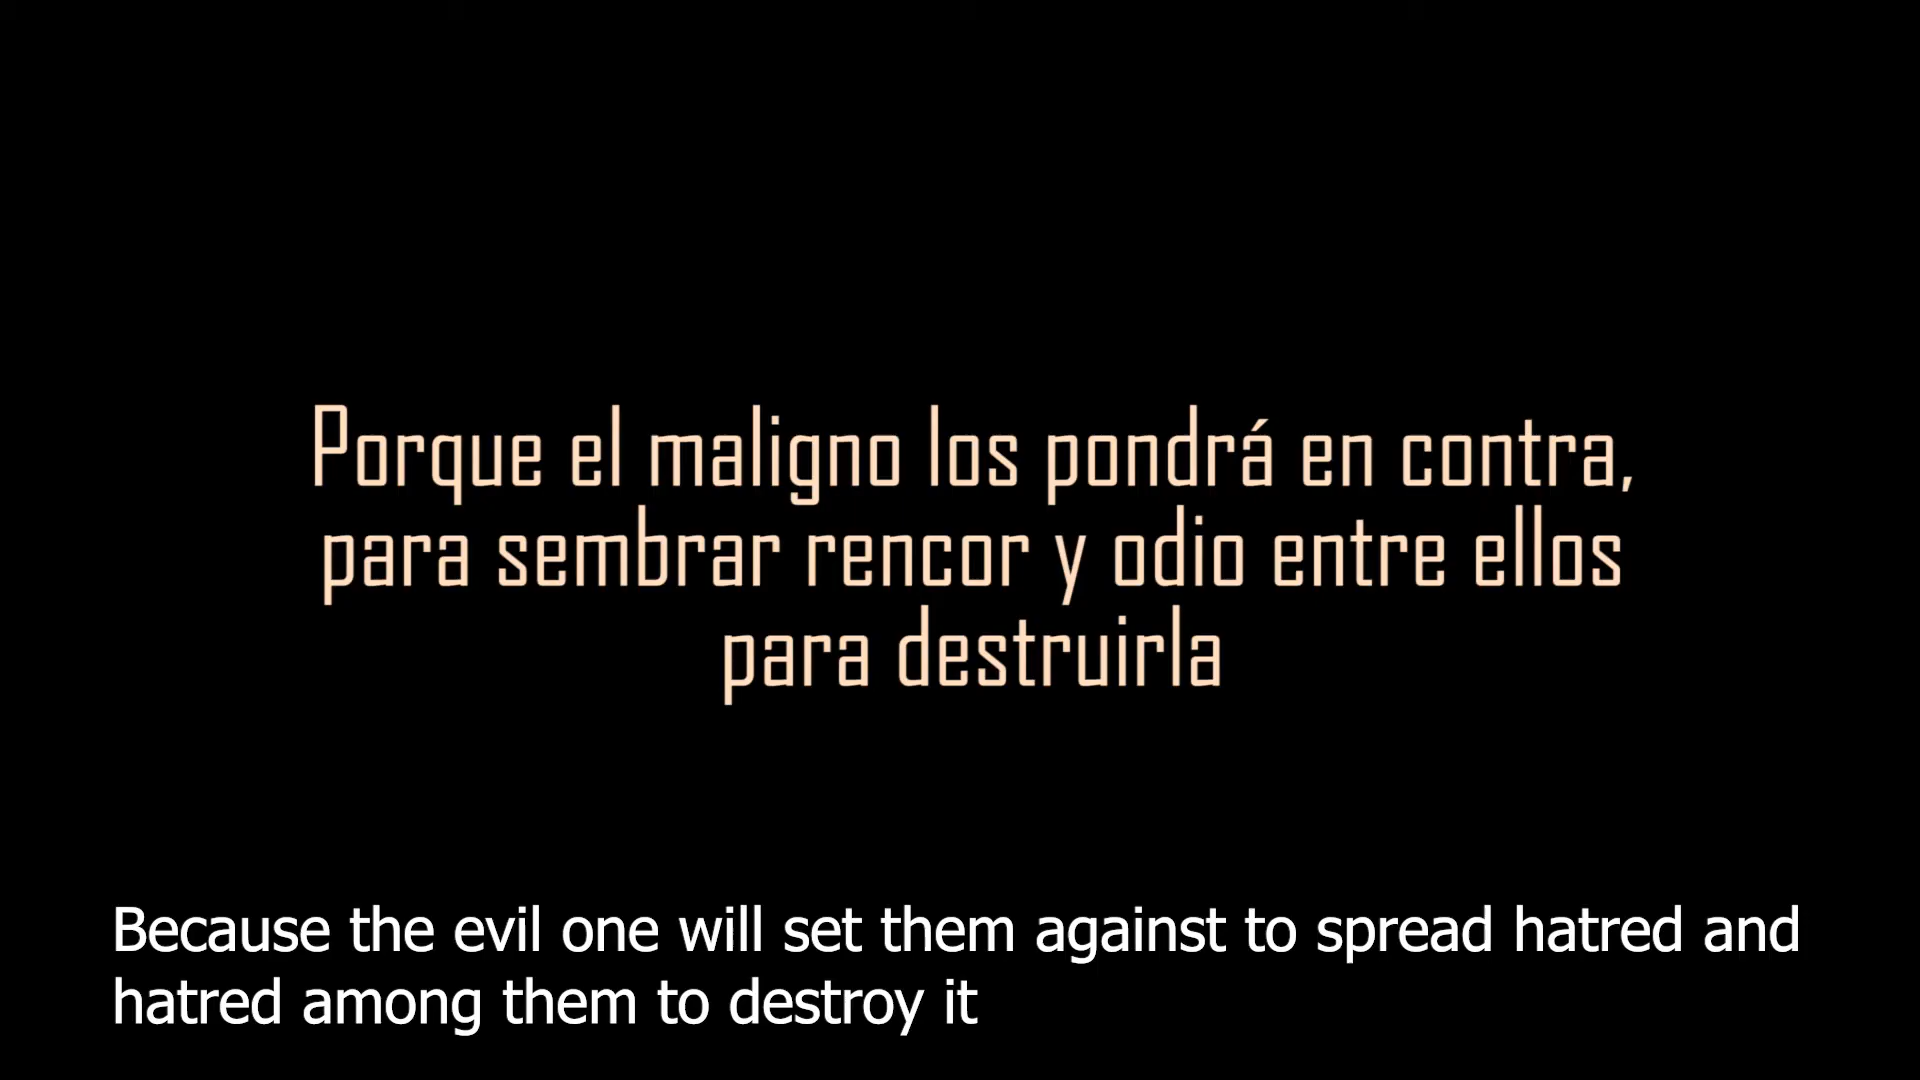 Porque el maligno los pondrá en contra,
para sembrar rencor y odio entre ellos
para destruirla
Because the evil one will set them against to spread hatred and
hatred among them to destroy it